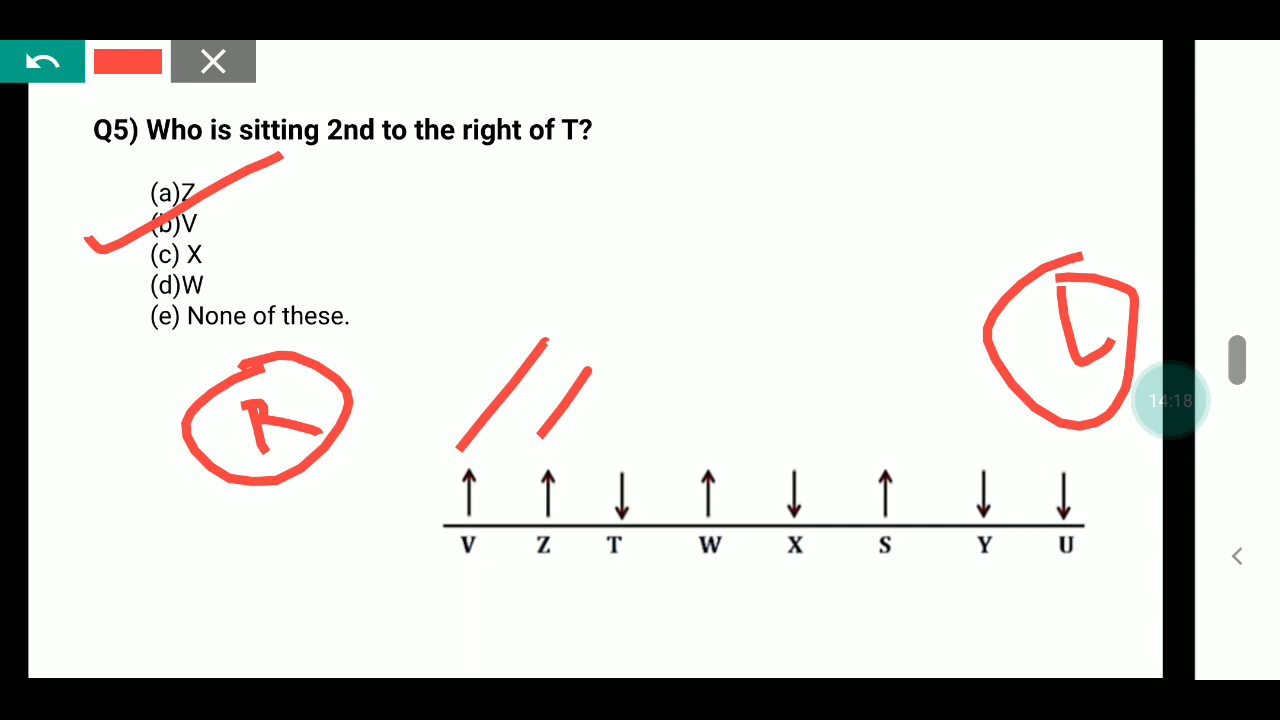 Q5) Who is sitting 2nd to the right of T?
(a)Z
(b)V
(c) X
(d)W
(e) None of these.
R
L
14:18
V Z T W X S Y U